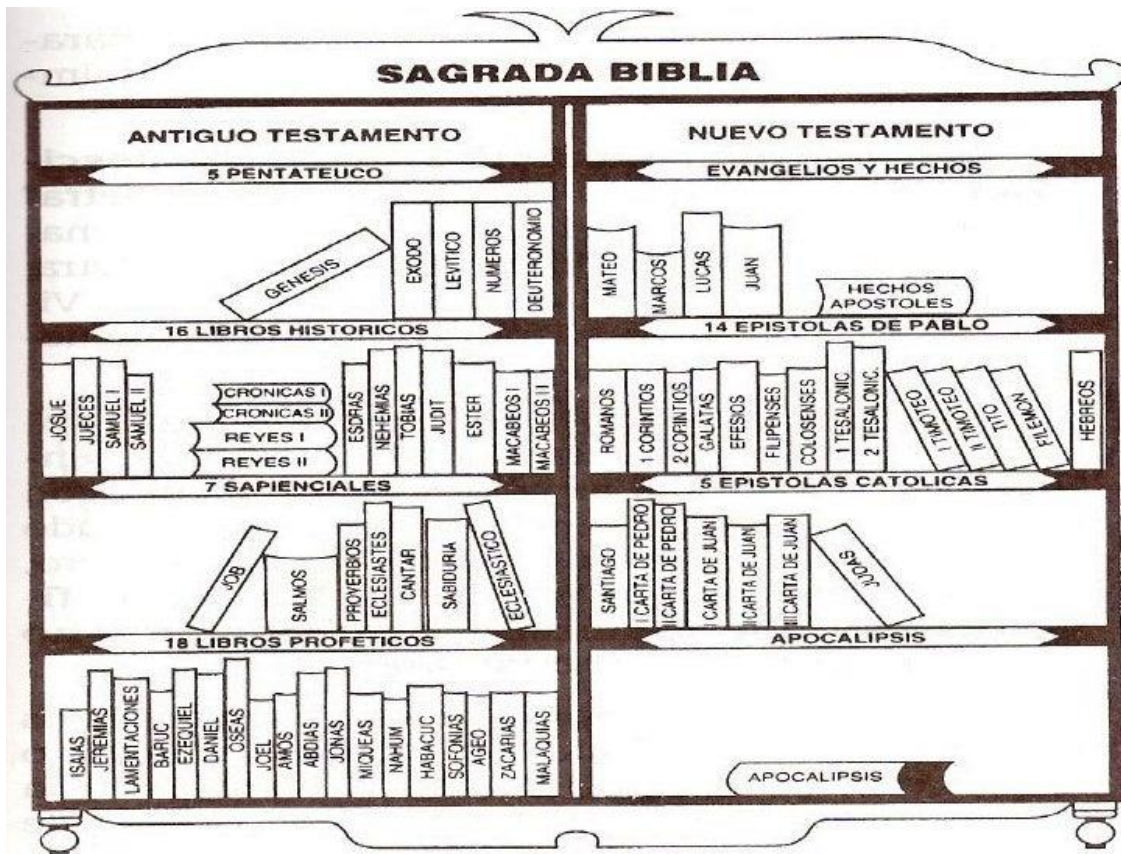 SAGRADA BIBLIA
ANTIGUO TESTAMENTO
5 PENTATEUCO
GENESIS
EXODO
LEVITICO
NUMEROS
DEUTERONOMIO
16 LIBROS HISTORICOS
JOSUE
JUECES
SAMUEL I
SAMUEL II
CRONICAS I
CRONICAS II
REYES I
REYES II
ESDRAS
NEHEMIAS
TOBIAS
JUDIT
ESTER
MACABEOS I
MACABEOS II
7 SAPIENCIALES
JOB
SALMOS
PROVERBIOS
ECLESIASTES
CANTAR
SABIDURIA
ECLESIASTICO
18 LIBROS PROFETICOS
ISAIAS
JEREMIAS
LAMENTACIONES
BARUC
EZEQUIEL
DANIEL
OSEAS
JOEL
AMOS
ABDIAS
JONAS
MIQUEAS
NAHUM
HABACUC
SOFONIAS
AGEO
ZACARIAS
MALAQUIAS
NUEVO TESTAMENTO
EVANGELIOS Y HECHOS
MATEO
MARCOS
LUCAS
JUAN
HECHOS
APOSTOLES
14 EPISTOLAS DE PABLO
ROMANOS
1 CORINITIOS
2 CORINTIOS
GALATAS
EFESIOS
FILIPENSES
COLOSENSES
1 TESALONIC.
2 TESALONIC.
I TIMOTEO
II TIMOTEO
TITO
FILEMON
HEBREOS
5 EPISTOLAS CATOLICAS
SANTIAGO
I CARTA DE PEDRO
II CARTA DE PEDRO
I CARTA DE JUAN
II CARTA DE JUAN
III CARTA DE JUAN
JUDAS
APOCALIPSIS
APOCALIPSIS